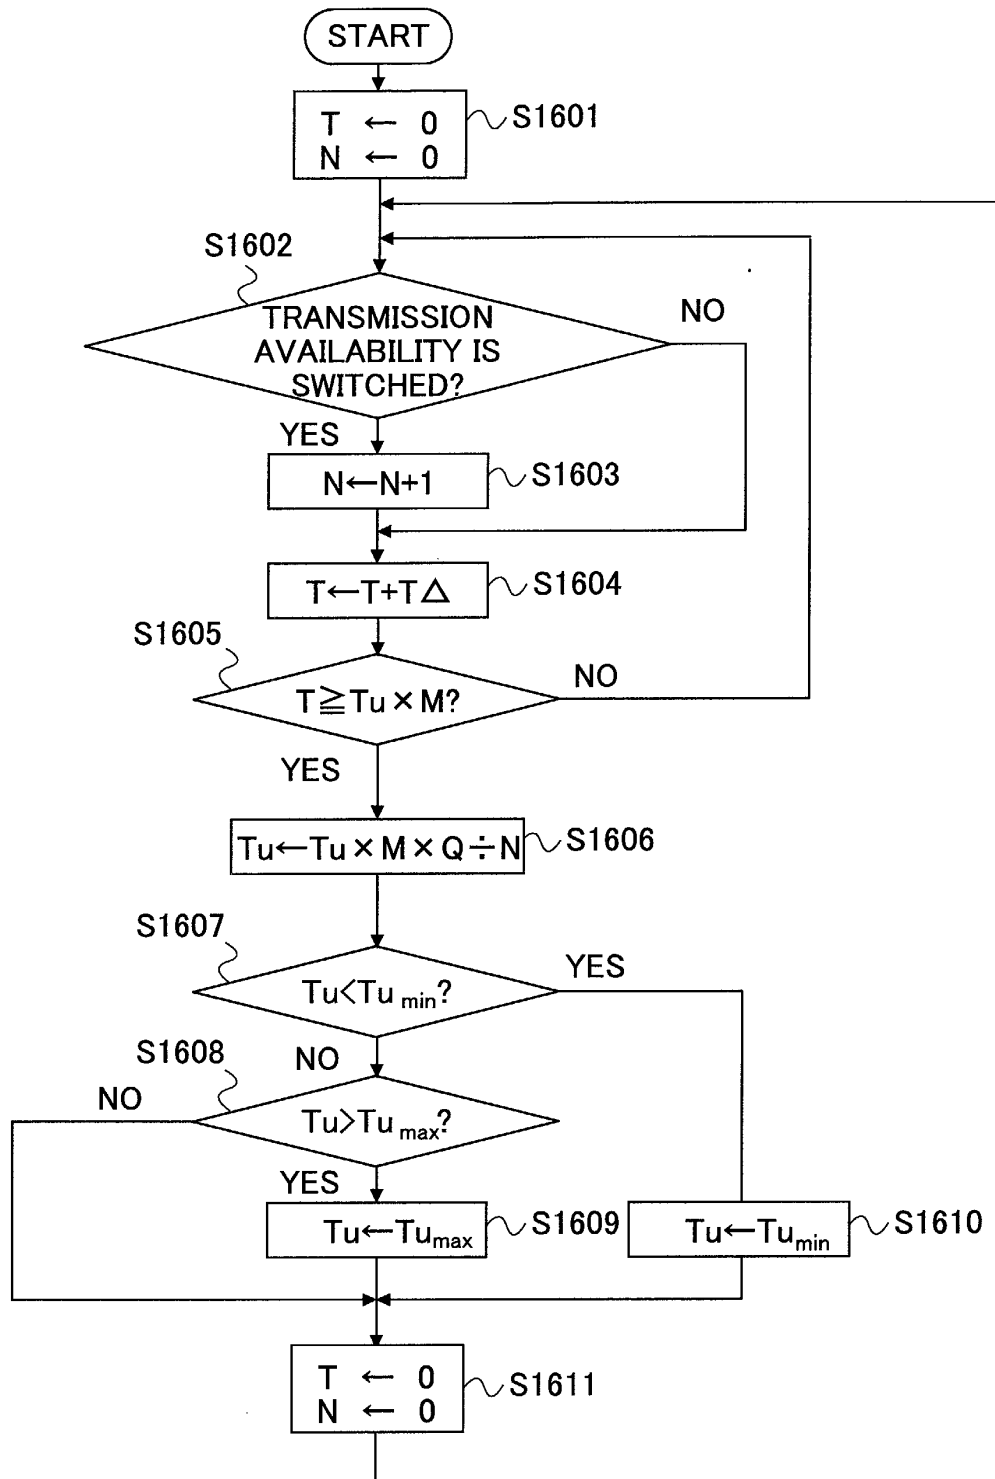 START
T ← 0
N ← 0
S1601
S1602
TRANSMISSION
AVAILABILITY IS
SWITCHED?
NO
YES
N←N+1
S1603
T←T+T△
S1604
S1605
T≧Tu×M?
NO
YES
Tu←Tu×M×Q÷N
S1606
S1607
Tu<Tu min?
YES
NO
S1608
NO
Tu>Tu max?
YES
Tu←Tumax
S1609
Tu←Tumin
S1610
T ← 0
N ← 0
S1611